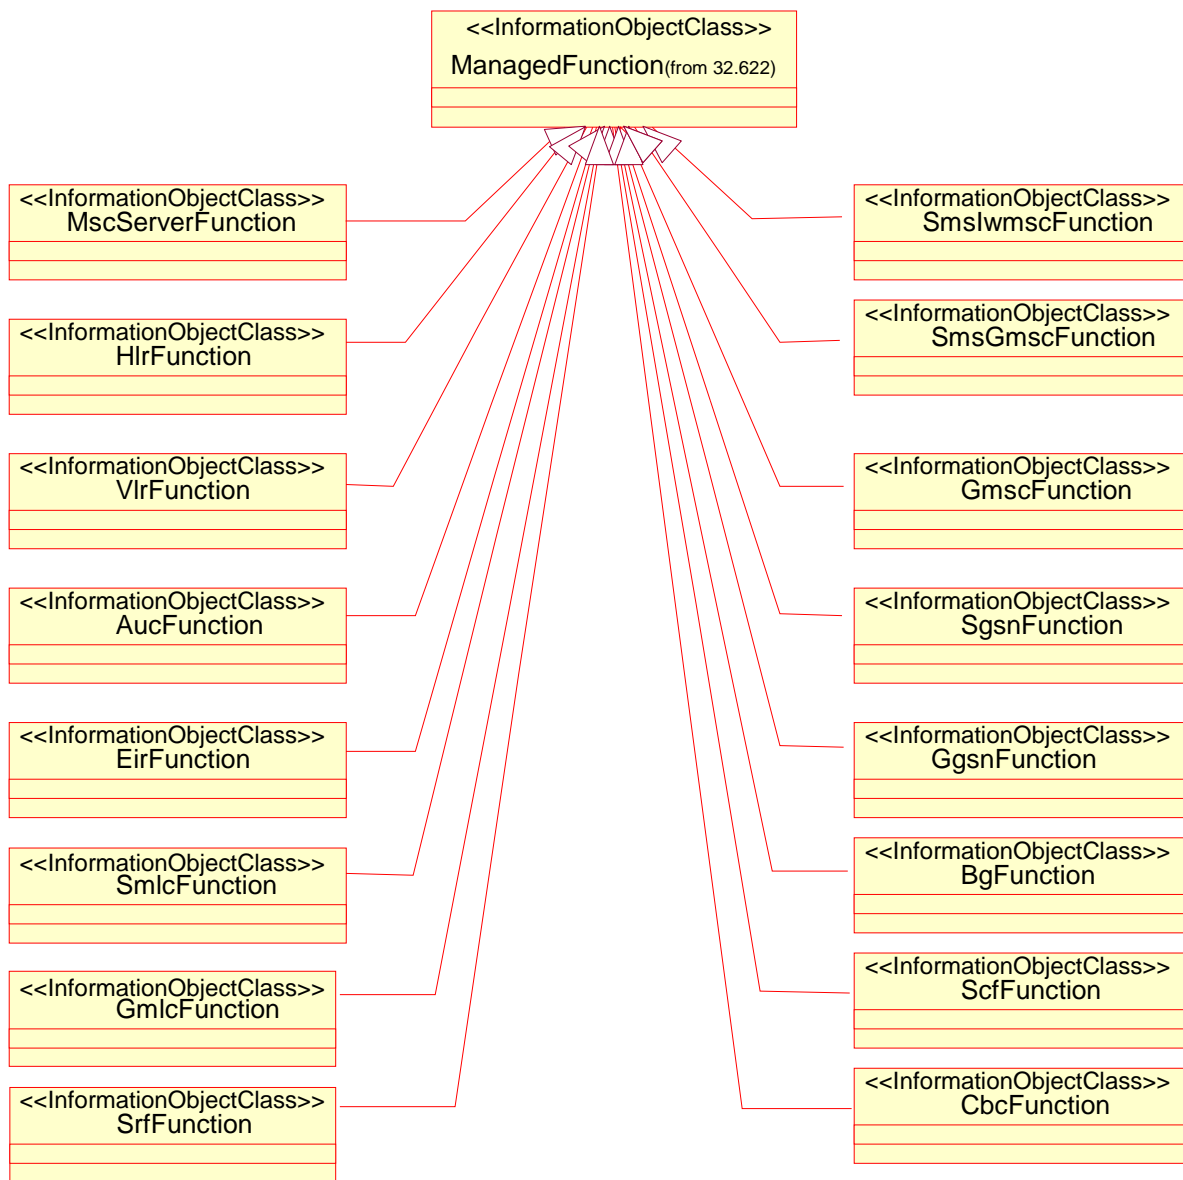 <<InformationObjectClass>>
ManagedFunction(from 32.622)
<<InformationObjectClass>>
MscServerFunction
<<InformationObjectClass>>
HlrFunction
<<InformationObjectClass>>
VlrFunction
<<InformationObjectClass>>
AucFunction
<<InformationObjectClass>>
EirFunction
<<InformationObjectClass>>
SmlcFunction
<<InformationObjectClass>>
GmlcFunction
<<InformationObjectClass>>
SrfFunction
<<InformationObjectClass>>
SmsIwmscFunction
<<InformationObjectClass>>
SmsGmscFunction
<<InformationObjectClass>>
GmscFunction
<<InformationObjectClass>>
SgsnFunction
<<InformationObjectClass>>
GgsnFunction
<<InformationObjectClass>>
BgFunction
<<InformationObjectClass>>
ScfFunction
<<InformationObjectClass>>
CbcFunction